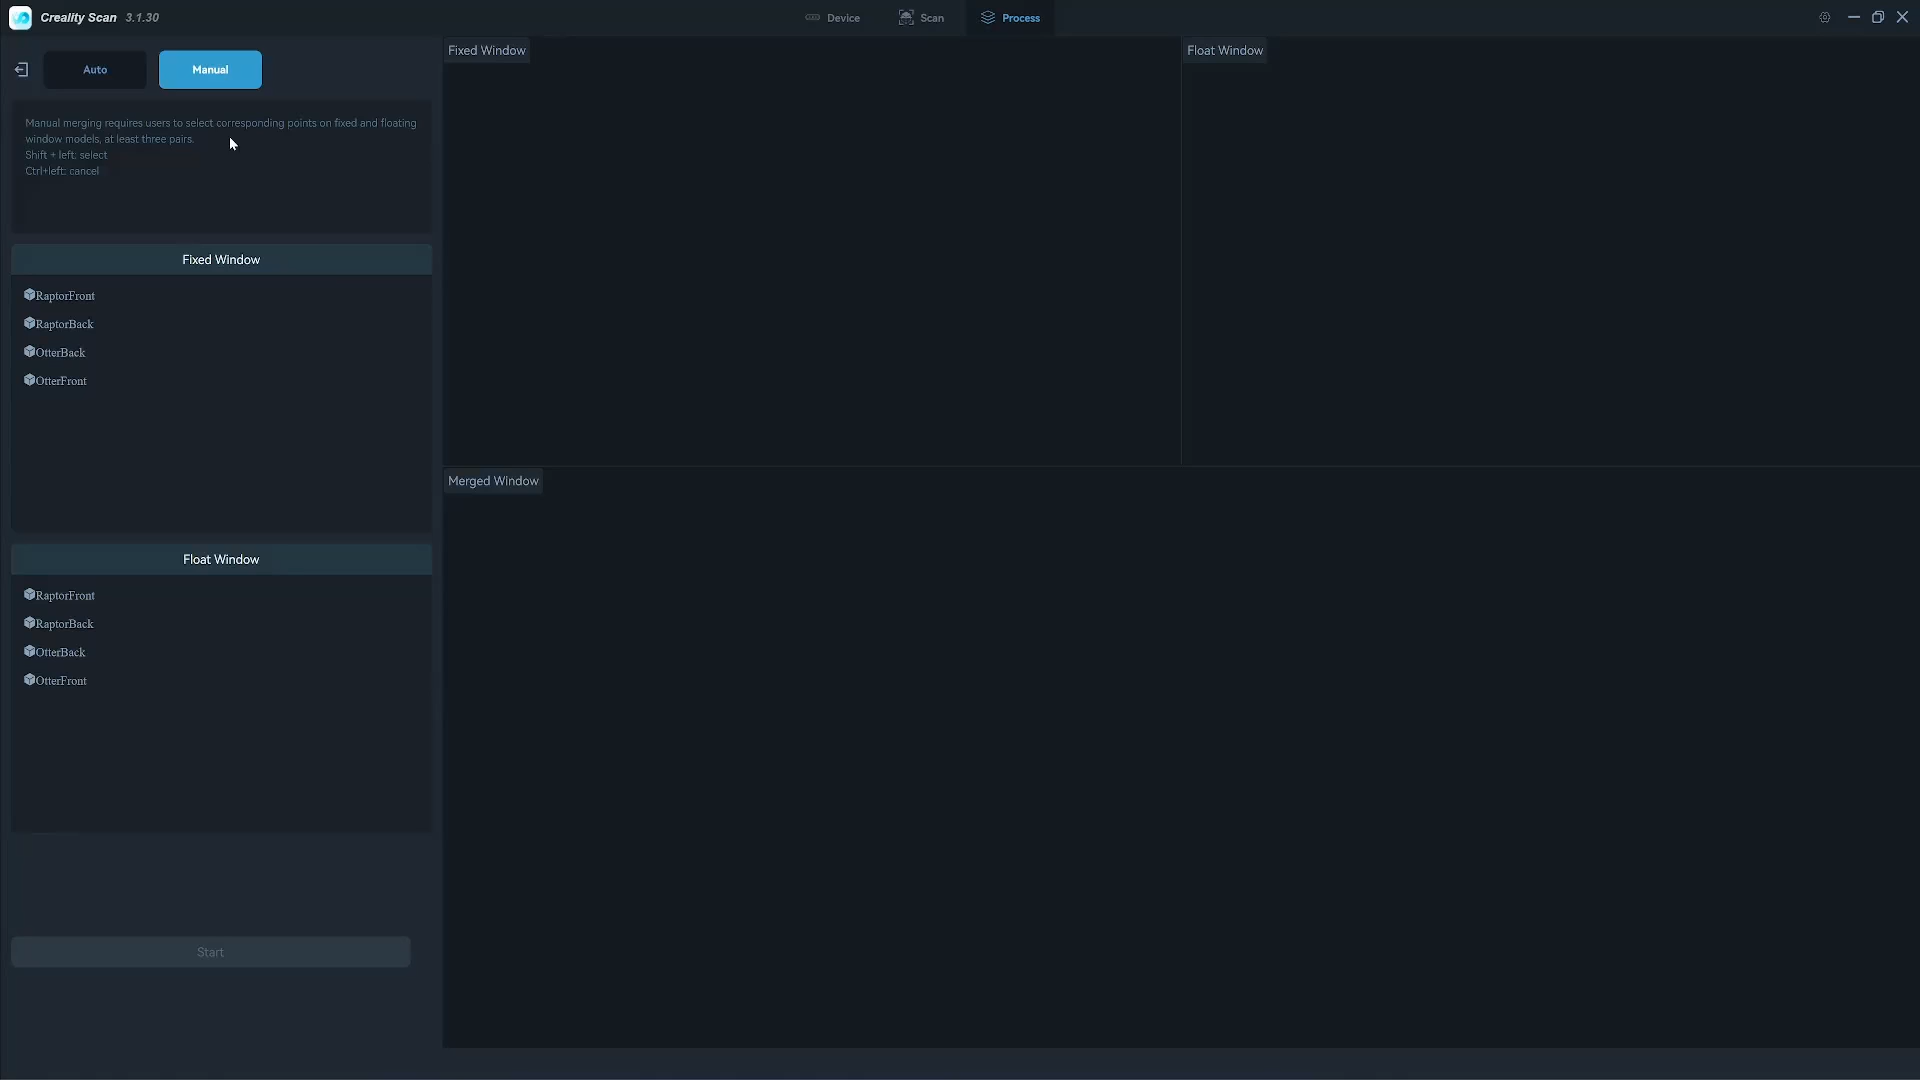 Creality Scan 3.1.30
Device
Scan
Process
Auto
Manual
Manual merging requires users to select corresponding points on fixed and floating
window models, at least three pairs.
Shift + left: select
Ctrl+left: cancel
Fixed Window
RaptorFront
RaptorBack
OtterBack
OtterFront
Float Window
RaptorFront
RaptorBack
OtterBack
OtterFront
Start
Fixed Window
Float Window
Merged Window